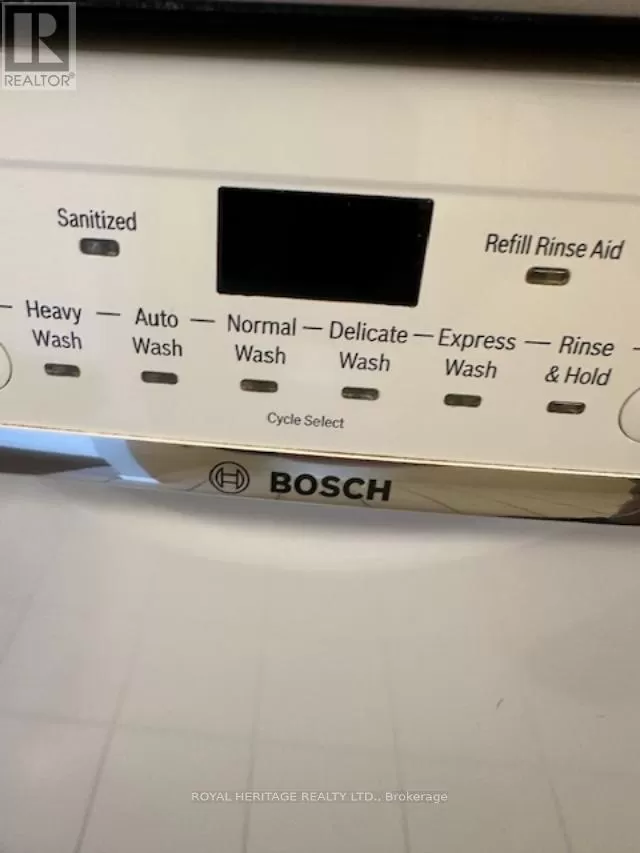 R
REALTOR®
Sanitized
Refill Rinse Aid
Heavy Wash
Auto Wash
Normal Wash
Delicate Wash
Express Wash
Rinse & Hold
Cycle Select
BOSCH
ROYAL HERITAGE REALTY LTD., Brokerage